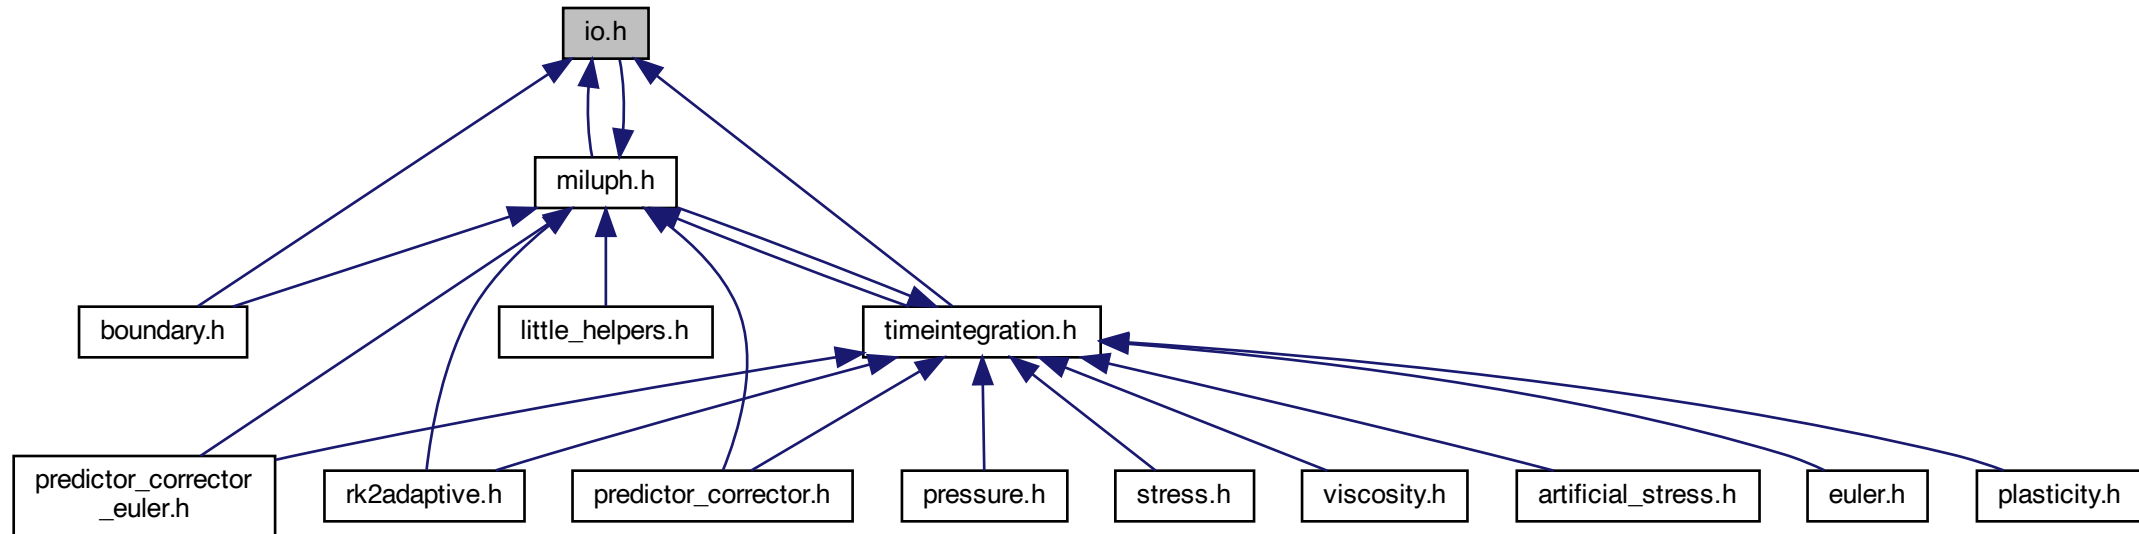 io.h
miluph.h
boundary.h
little_helpers.h
timeintegration.h
predictor_corrector
_euler.h
rk2adaptive.h
predictor_corrector.h
pressure.h
stress.h
viscosity.h
artificial_stress.h
euler.h
plasticity.h